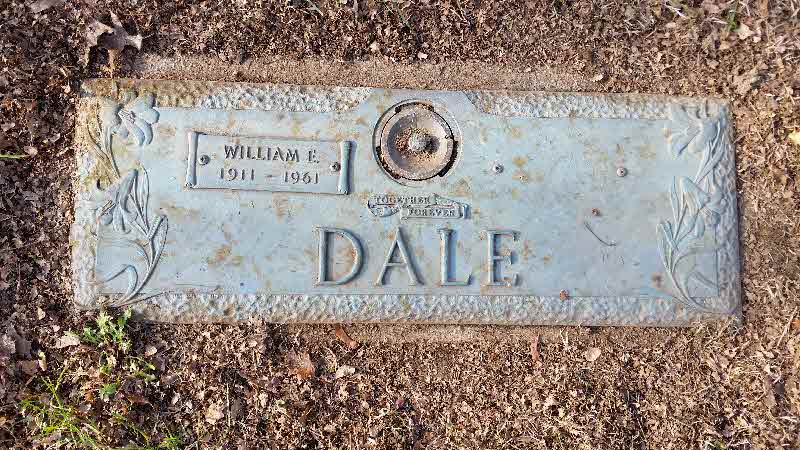 WILLIAM E.
1911 - 1961
TOGETHER
FOREVER
DALE